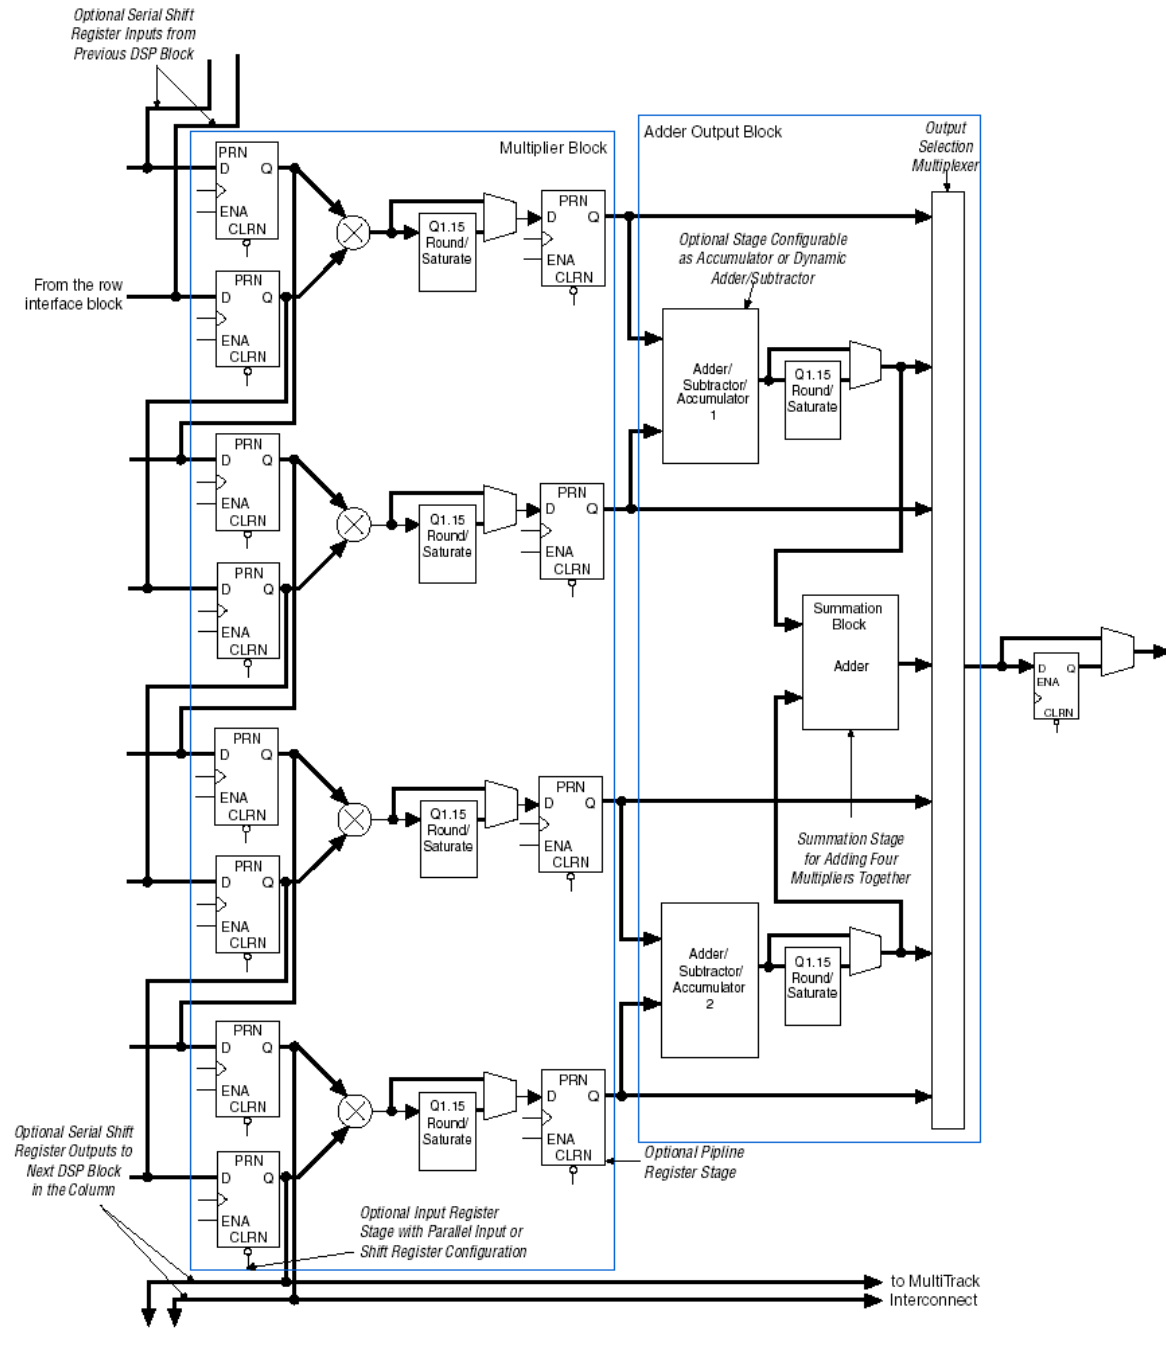 Optional Serial Shift
Register Inputs from
Previous DSP Block
Multiplier Block
Adder Output Block
Output
Selection
Multiplexer
PRN
D Q
ENA
CLRN
Q1.15
Round/
Saturate
PRN
D Q
ENA
CLRN
From the row
interface block
PRN
D Q
ENA
CLRN
Optional Stage Configurable
as Accumulator or Dynamic
Adder/Subtractor
Adder/
Subtractor/
Accumulator
1
Q1.15
Round/
Saturate
PRN
D Q
ENA
CLRN
Q1.15
Round/
Saturate
PRN
D Q
ENA
CLRN
PRN
D Q
ENA
CLRN
Summation
Block
Adder
D Q
ENA
CLRN
PRN
D Q
ENA
CLRN
Q1.15
Round/
Saturate
PRN
D Q
ENA
CLRN
PRN
D Q
ENA
CLRN
Summation Stage
for Adding Four
Multipliers Together
Adder/
Subtractor/
Accumulator
2
Q1.15
Round/
Saturate
PRN
D Q
ENA
CLRN
Q1.15
Round/
Saturate
PRN
D Q
ENA
CLRN
Optional Serial Shift
Register Outputs to
Next DSP Block
in the Column
PRN
D Q
ENA
CLRN
Optional Pipline
Register Stage
Optional Input Register
Stage with Parallel Input or
Shift Register Configuration
to MultiTrack
Interconnect